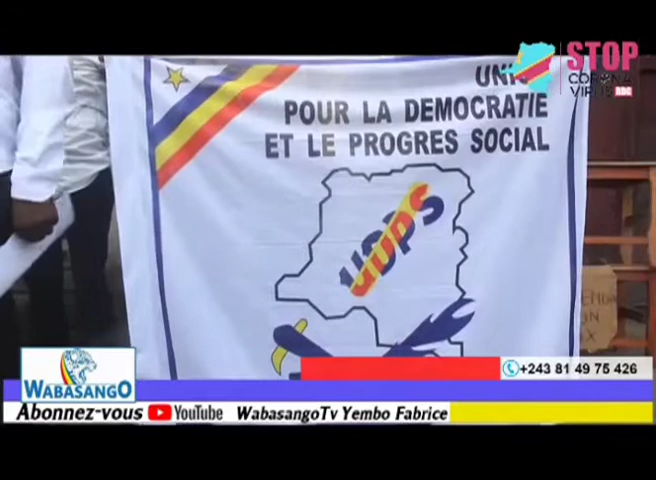 STOP
CORONA
VIRUS RDC
UNION
POUR LA DEMOCRATIE
ET LE PROGRES SOCIAL
UDPS
+243 81 49 75 426
WABASANGO
Abonnez-vous YouTube WabasangoTv Yembo Fabrice